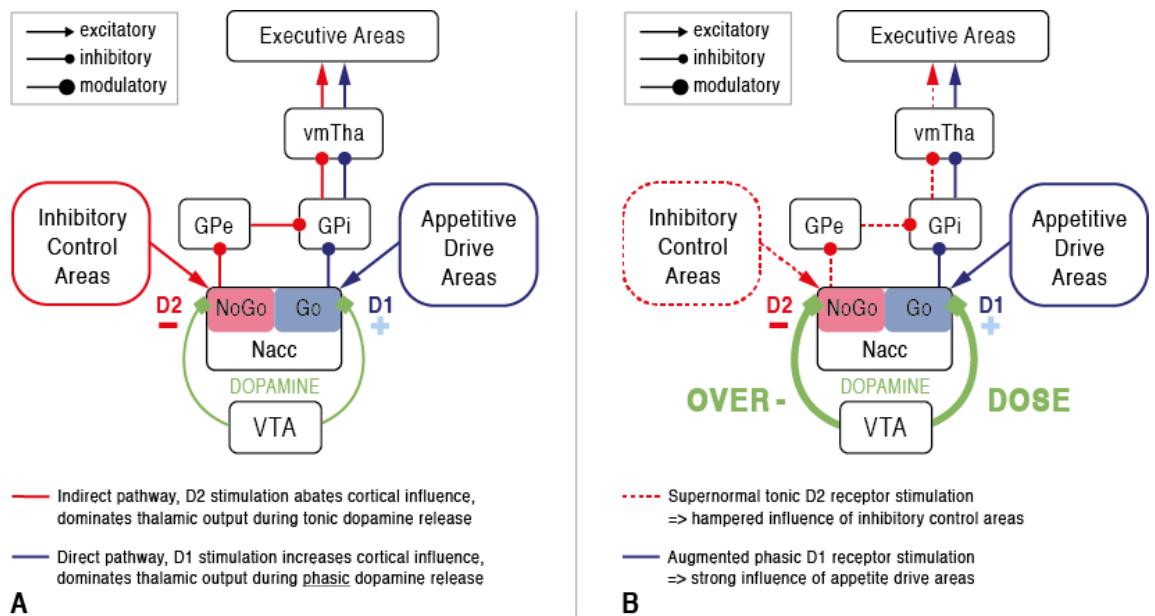 excitatory
inhibitory
modulatory
Executive Areas
vmTha
Inhibitory
Control
Areas
GPe
GPi
Appetitive
Drive
Areas
D2
−
NoGo
Go
D1
+
Nacc
DOPAMINE
VTA
Indirect pathway, D2 stimulation abates cortical influence,
dominates thalamic output during tonic dopamine release
Direct pathway, D1 stimulation increases cortical influence,
dominates thalamic output during phasic dopamine release
A
excitatory
inhibitory
modulatory
Executive Areas
vmTha
Inhibitory
Control
Areas
GPe
GPi
Appetitive
Drive
Areas
D2
−
NoGo
Go
D1
+
Nacc
DOPAMINE
OVER - DOSE
VTA
Supernormal tonic D2 receptor stimulation
=> hampered influence of inhibitory control areas
Augmented phasic D1 receptor stimulation
=> strong influence of appetite drive areas
B